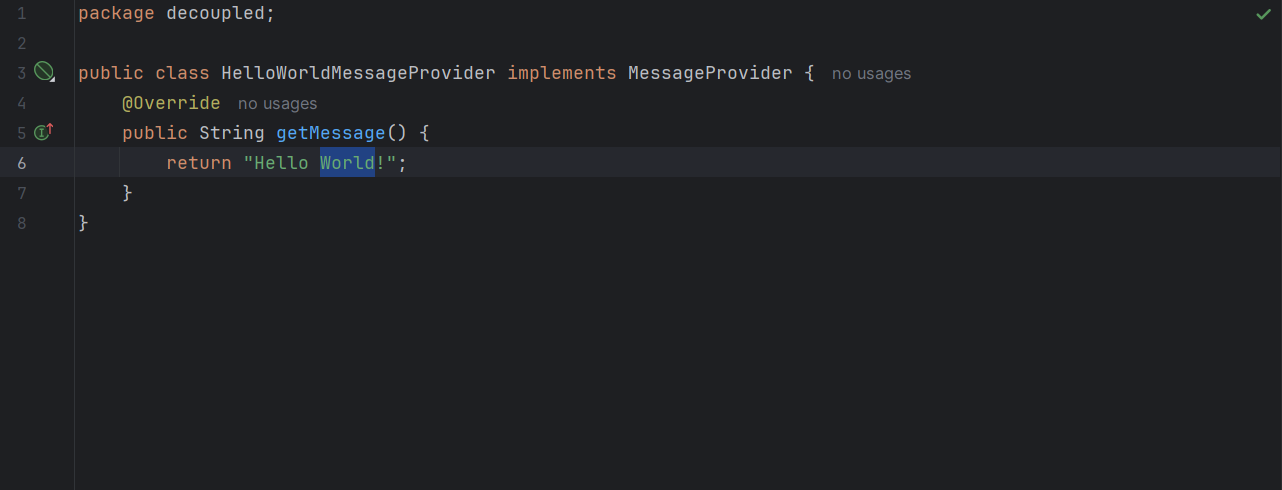 1 package decoupled;
2
3 public class HelloWorldMessageProvider implements MessageProvider { no usages
4 @Override no usages
5 public String getMessage() {
6 return "Hello World!";
7 }
8 }